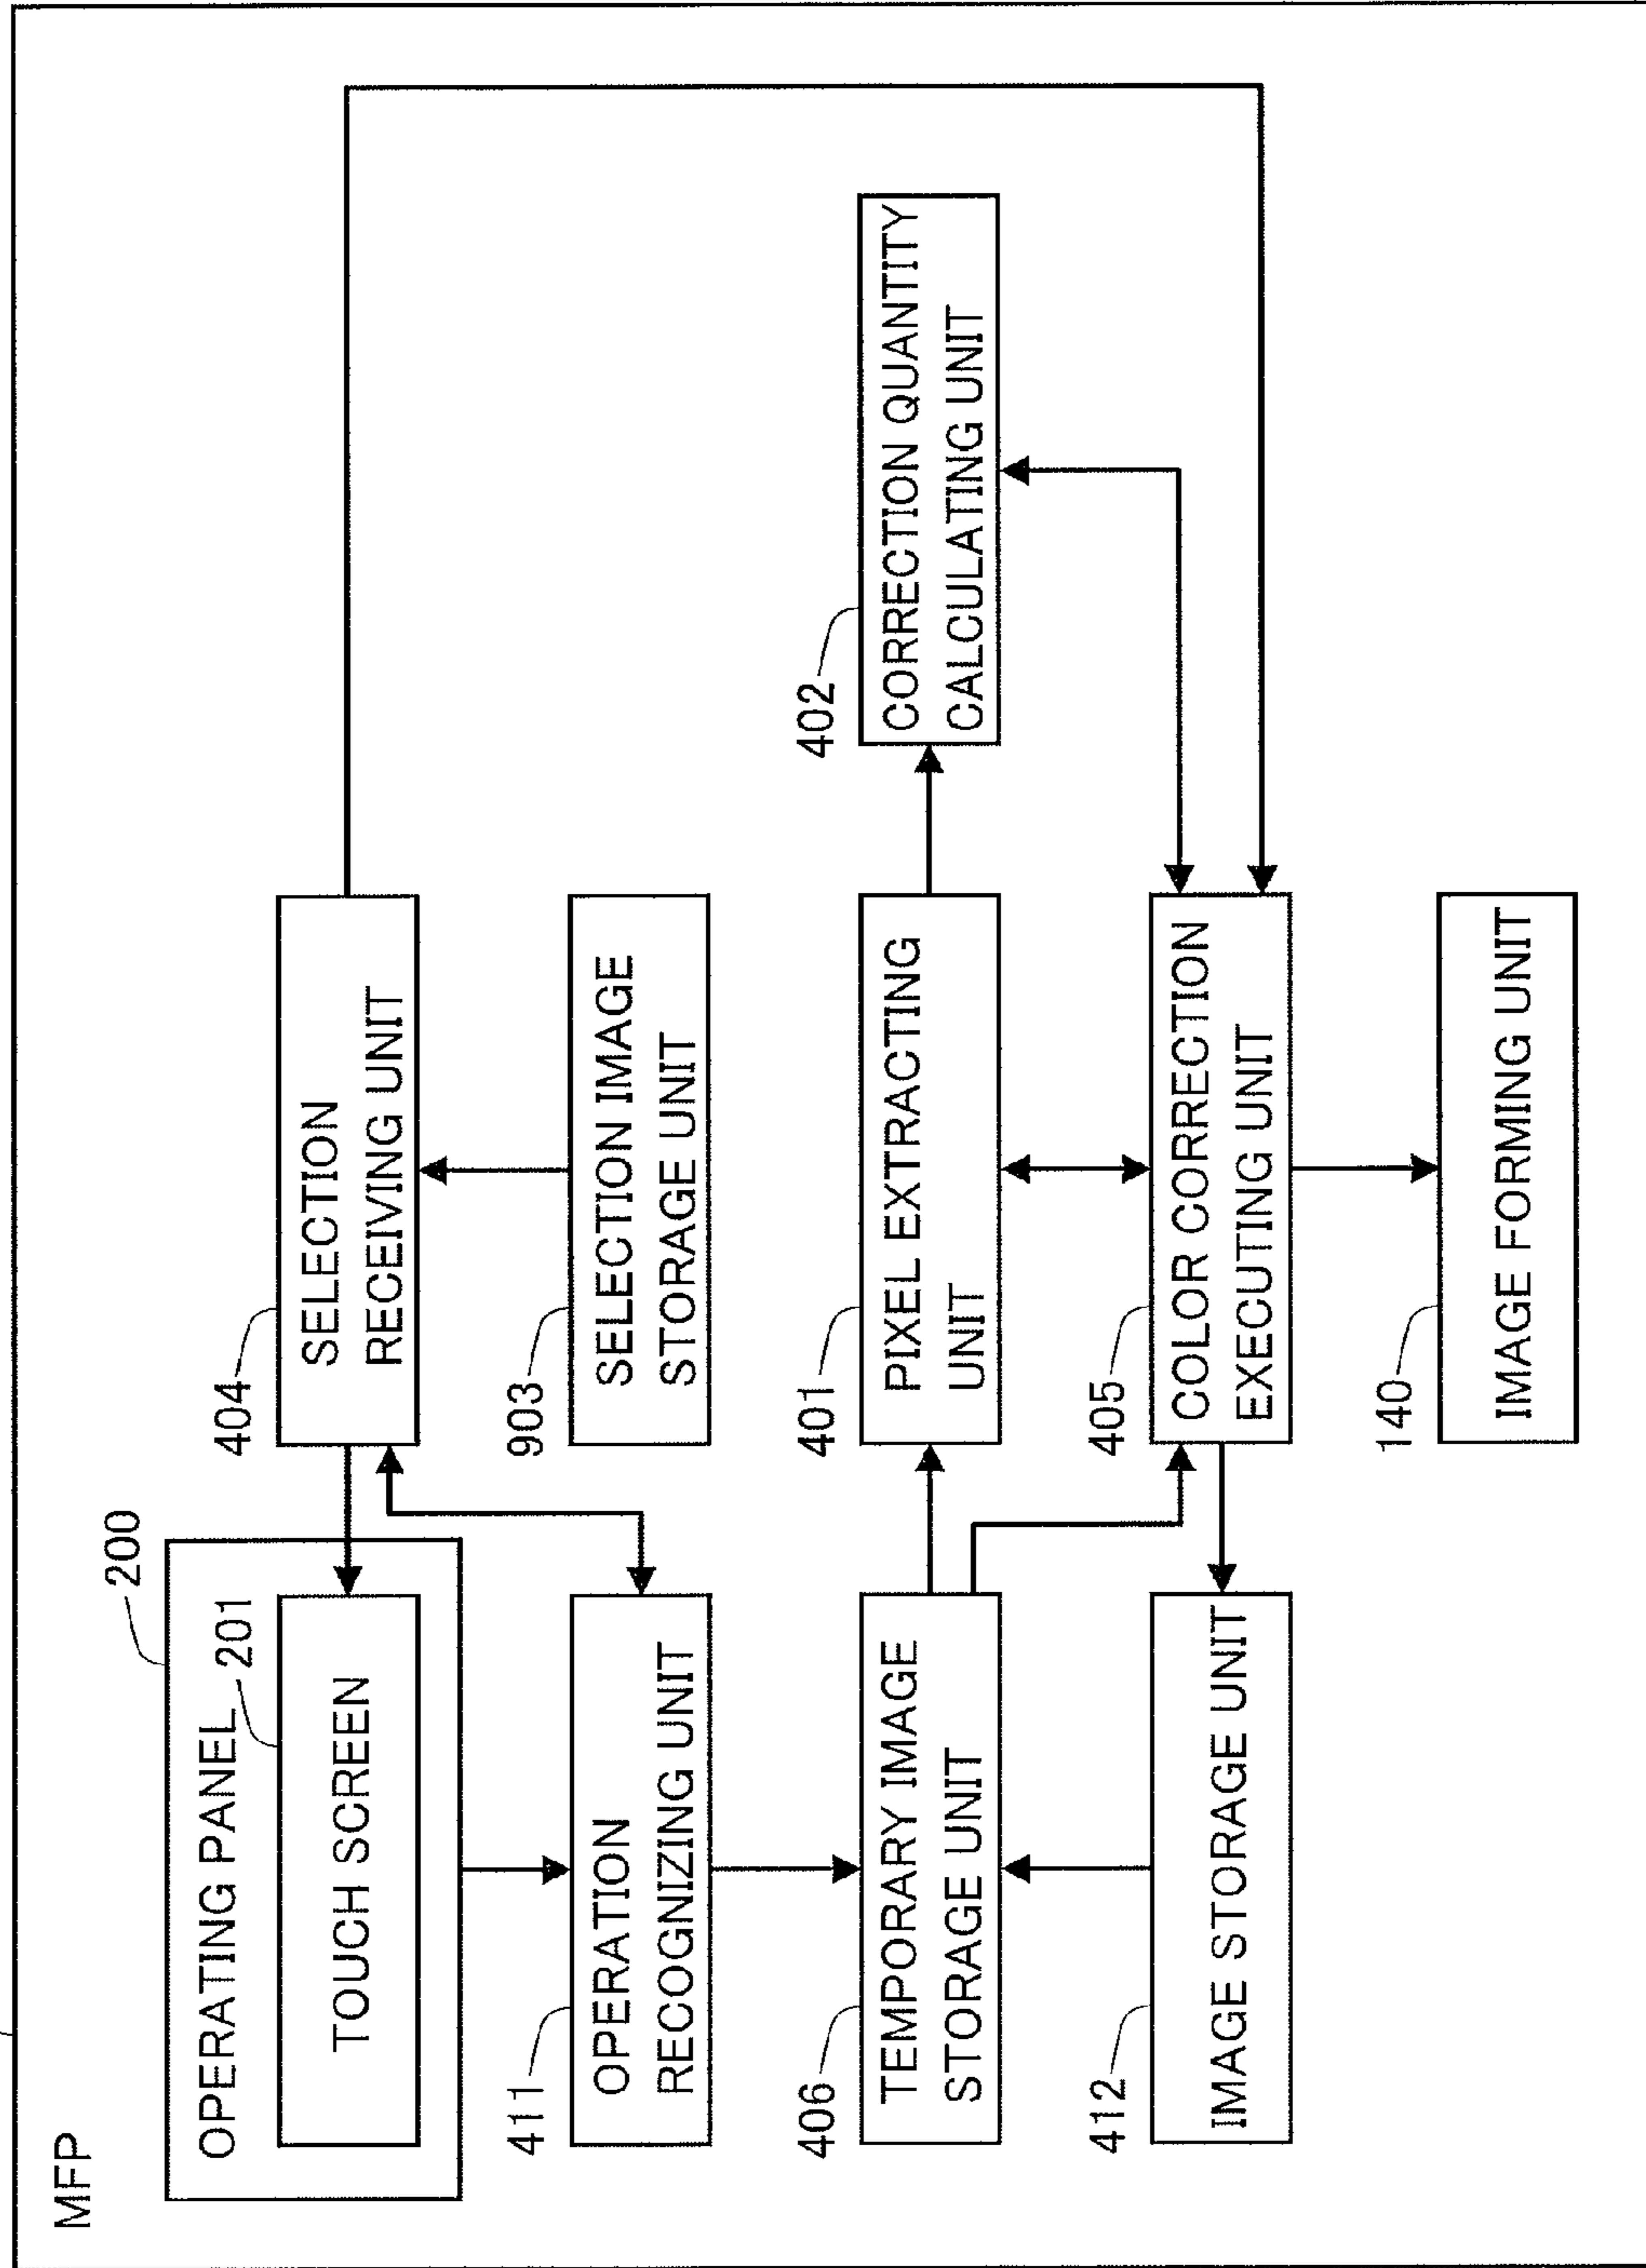 MFP
200
OPERATING PANEL
201
TOUCH SCREEN
404
SELECTION
RECEIVING UNIT
411
OPERATION
RECOGNIZING UNIT
903
SELECTION IMAGE
STORAGE UNIT
406
TEMPORARY IMAGE
STORAGE UNIT
401
PIXEL EXTRACTING
UNIT
402
CORRECTION QUANTITY
CALCULATING UNIT
412
IMAGE STORAGE UNIT
405
COLOR CORRECTION
EXECUTING UNIT
140
IMAGE FORMING UNIT